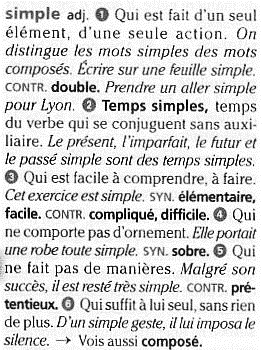 simple adj. ❶ Qui est fait d'un seul
élément, d'une seule action. On
distingue les mots simples des mots
composés. Écrire sur une feuille simple.
CONTR. double. Prendre un aller simple
pour Lyon. ❷ Temps simples, temps
du verbe qui se conjuguent sans auxi-
liaire. Le présent, l'imparfait, le futur et
le passé simple sont des temps simples.
❸ Qui est facile à comprendre, à faire.
Cet exercice est simple. SYN. élémentaire,
facile. CONTR. compliqué, difficile. ❹ Qui
ne comporte pas d'ornement. Elle portait
une robe toute simple. SYN. sobre. ❺ Qui
ne fait pas de manières. Malgré son
succès, il est resté très simple. CONTR. pré-
tentieux. ❻ Qui suffit à lui seul, sans rien
de plus. D'un simple geste, il lui imposa le
silence. → Vois aussi composé.